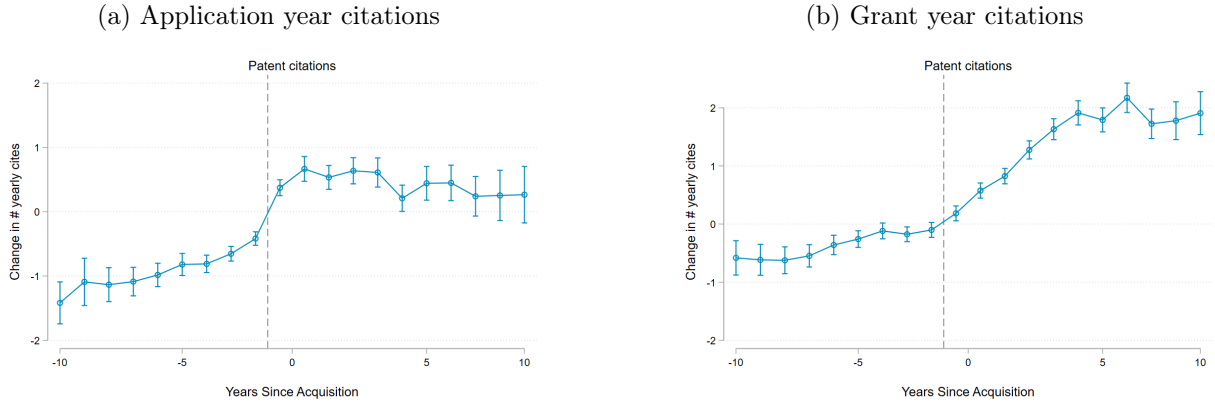 (a) Application year citations
Patent citations
Change in # yearly cites
2
1
0
-1
-2
-10
-5
0
5
10
Years Since Acquisition
(b) Grant year citations
Patent citations
Change in # yearly cites
2
1
0
-1
-2
-10
-5
0
5
10
Years Since Acquisition